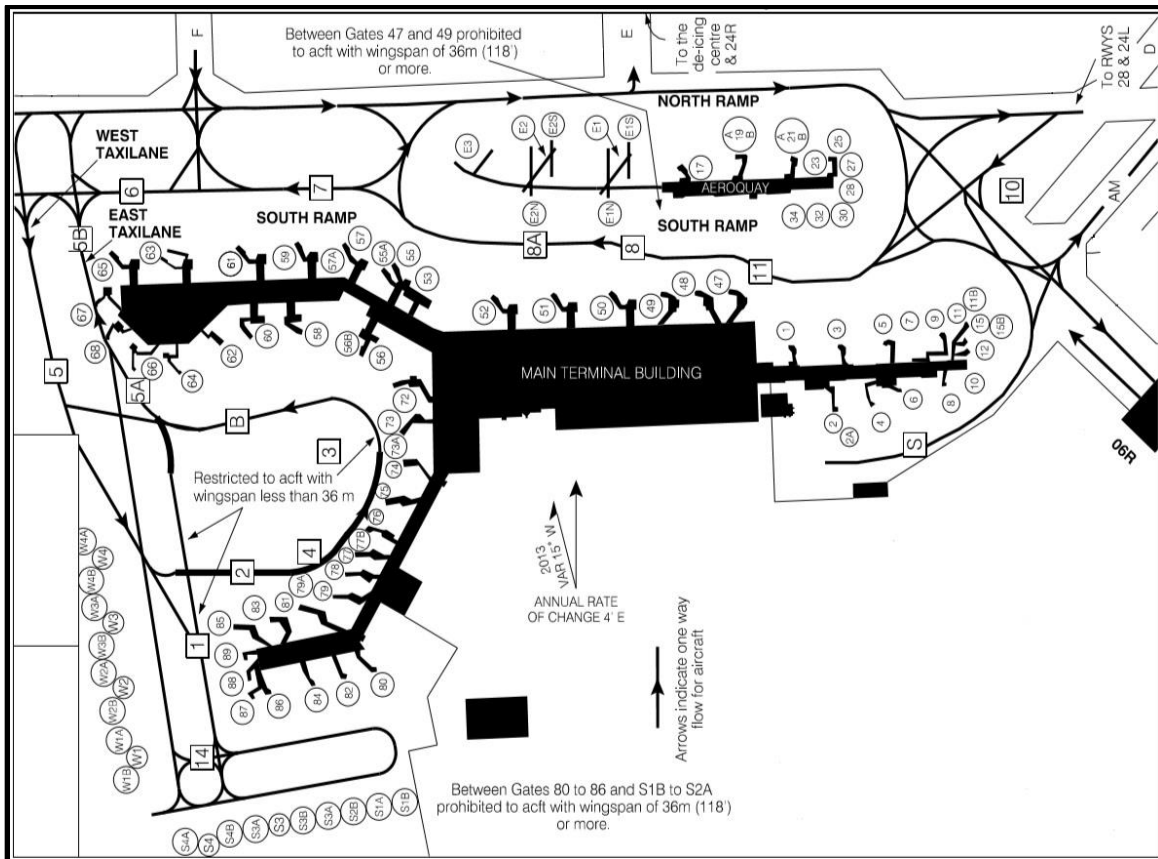 Between Gates 47 and 49 prohibited
to acft with wingspan of 36m (118')
or more.
F
E
To the
de-icing
centre
& 24R
To RWYS
28 & 24L
D
WEST
TAXILANE
NORTH RAMP
6
7
E3
E2
E2S
E1
E1S
A
19
B
A
21
B
25
17
23
27
AEROQUAY
28
10
AM
5B
EAST
TAXILANE
SOUTH RAMP
E2N
E1N
SOUTH RAMP
34
32
30
8A
8
11
65
63
61
59
57A
57
55A
55
53
67
68
66
64
62
60
58
56B
56
52
51
50
49
48
47
1
3
5
7
9
11
11B
15
15B
12
10
8
6
4
2
2A
5
5A
MAIN TERMINAL BUILDING
B
3
72
73
73A
74
75
76
77B
77
78
79
79A
S
06R
Restricted to acft with
wingspan less than 36 m
4
2
W4A
W4
W4B
W3A
W3
W3B
W2A
W2
W2B
W1A
W1
W1B
1
85
83
81
89
88
87
86
84
82
80
2013
VAR 15° W
ANNUAL RATE
OF CHANGE 4' E
Arrows indicate one way
flow for aircraft
14
S4A
S4
S4B
S3A
S3
S3B
S3A
S2B
S1A
S1B
Between Gates 80 to 86 and S1B to S2A
prohibited to acft with wingspan of 36m (118')
or more.